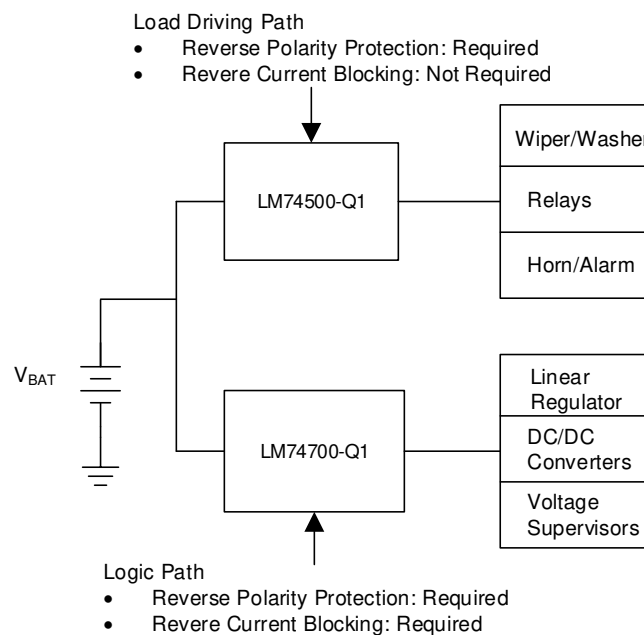 Load Driving Path
• Reverse Polarity Protection: Required
• Revere Current Blocking: Not Required
LM74500-Q1
Wiper/Washer
Relays
Horn/Alarm
VBAT
LM74700-Q1
Linear
Regulator
DC/DC
Converters
Voltage
Supervisors
Logic Path
• Reverse Polarity Protection: Required
• Revere Current Blocking: Required